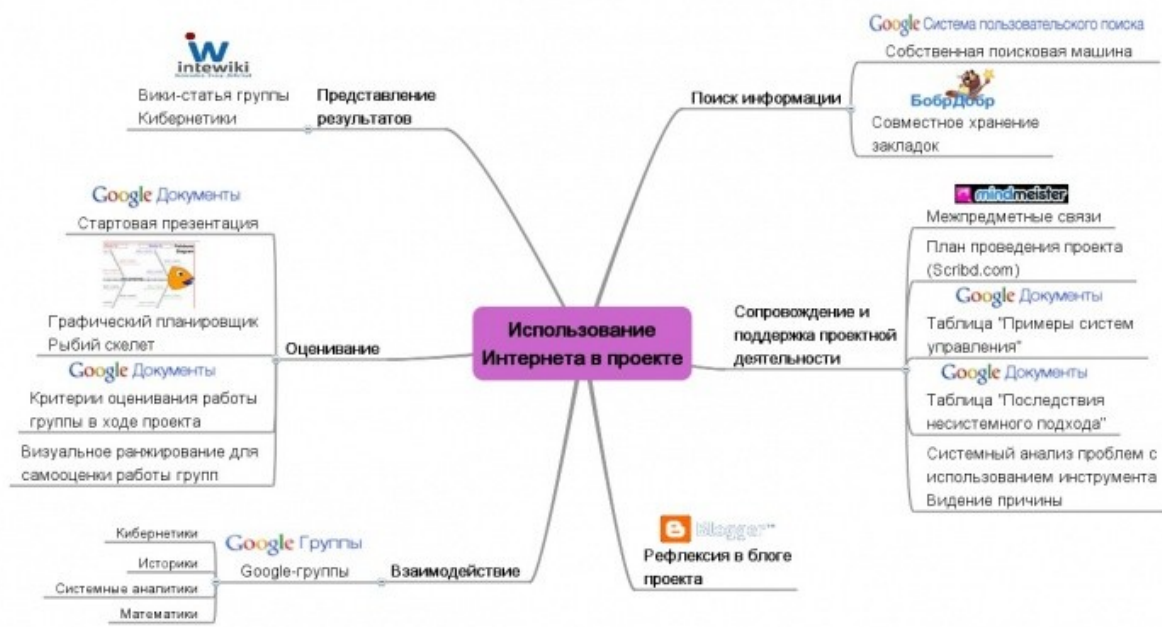 Использование
Интернета в проекте
Google Система пользовательского поиска
Собственная поисковая машина
Поиск информации
БобрДобр
Совместное хранение
закладок
mindmeister
Межпредметные связи
План проведения проекта
(Scribd.com)
Google Документы
Таблица "Примеры систем
управления"
Сопровождение и
поддержка проектной
деятельности
Google Документы
Таблица "Последствия
несистемного подхода"
Системный анализ проблем с
использованием инструмента
Видение причины
Blogger
Рефлексия в блоге
проекта
intewiki
Вики-статья группы
Кибернетики
Представление
результатов
Google Документы
Стартовая презентация
Графический планировщик
Рыбий скелет
Оценивание
Google Документы
Критерии оценивания работы
группы в ходе проекта
Визуальное ранжирование для
самооценки работы групп
Кибернетики
Историки
Системные аналитики
Математики
Google Группы
Google-группы
Взаимодействие